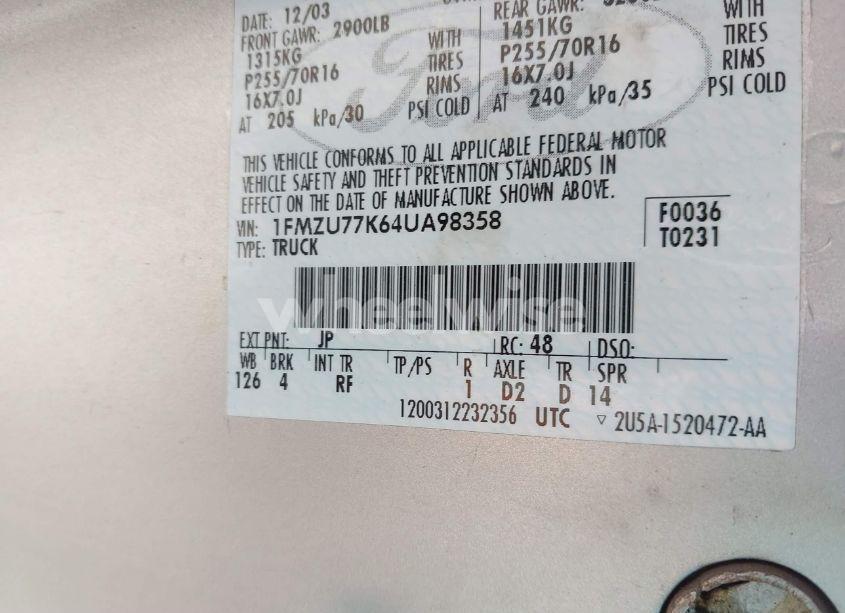 DATE: 12/03
FRONT GAWR: 2900LB
1315KG WITH
P255/70R16 TIRES
16X7.0J RIMS
AT 205 kPa/30 PSI COLD
REAR GAWR:
1451KG WITH
P255/70R16 TIRES
16X7.0J RIMS
AT 240 kPa/35 PSI COLD
Ford
THIS VEHICLE CONFORMS TO ALL APPLICABLE FEDERAL MOTOR
VEHICLE SAFETY AND THEFT PREVENTION STANDARDS IN
EFFECT ON THE DATE OF MANUFACTURE SHOWN ABOVE.
VIN: 1FMZU77K64UA98358
TYPE: TRUCK
F0036
T0231
wheelwise
EXT PNT: JP RC: 48 DSO:
WB BRK INT TR TP/PS R AXLE TR SPR
126 4 RF 1 D2 D 14
1200312232356 UTC ▽ 2U5A-1520472-AA